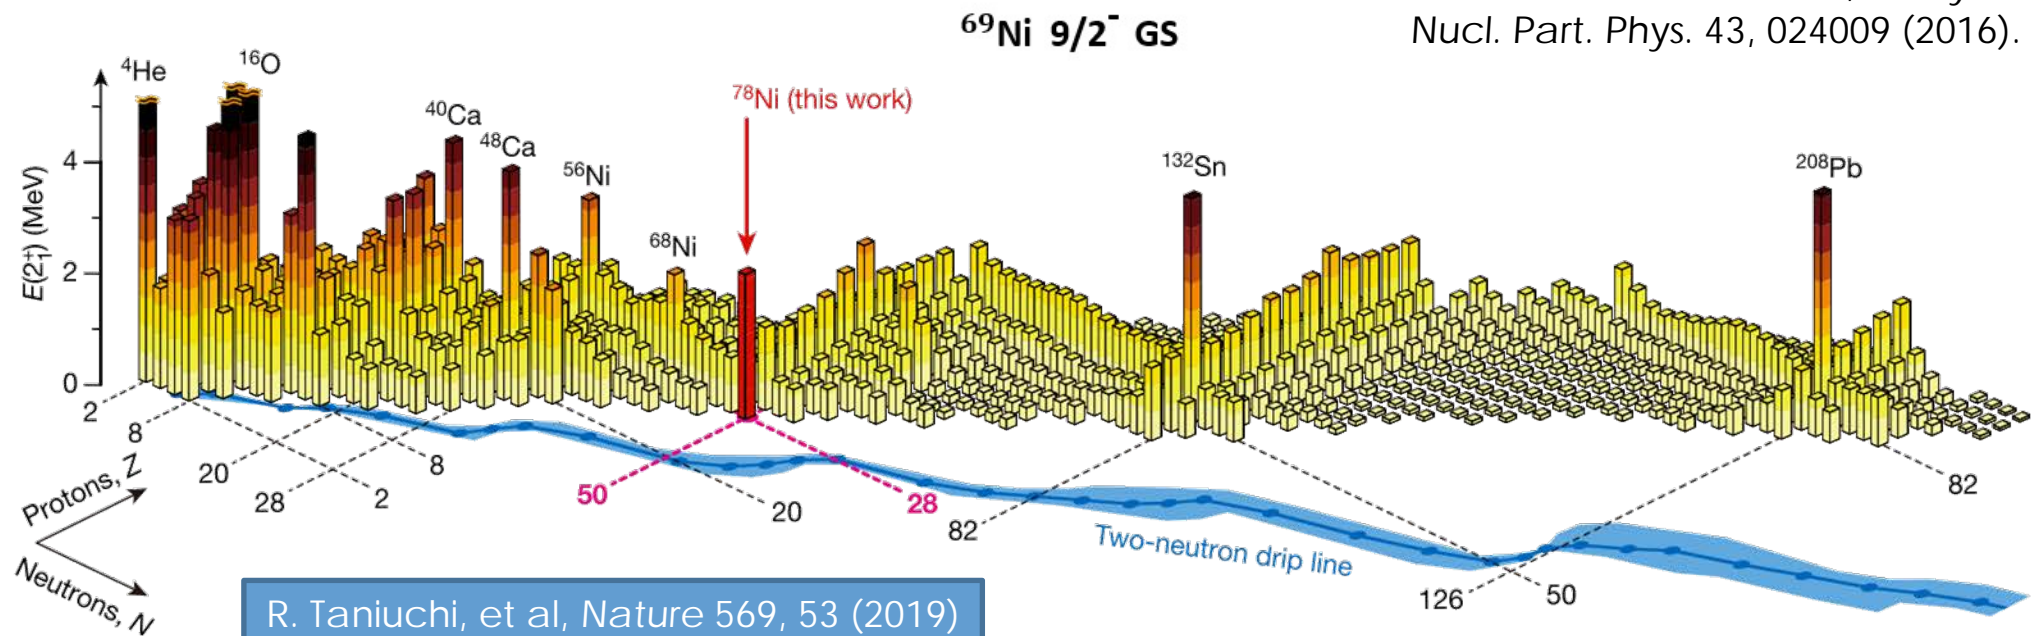 ⁶⁹Ni 9/2⁻ GS
Nucl. Part. Phys. 43, 024009 (2016).
⁴He
¹⁶O
⁴⁰Ca
⁴⁸Ca
⁵⁶Ni
⁶⁸Ni
⁷⁸Ni (this work)
¹³²Sn
²⁰⁸Pb
E(2⁺₁) (MeV)
4
2
0
2
8
20
28
Protons, Z
Neutrons, N
2
8
50
20
28
82
Two-neutron drip line
126
50
82
R. Taniuchi, et al, Nature 569, 53 (2019)